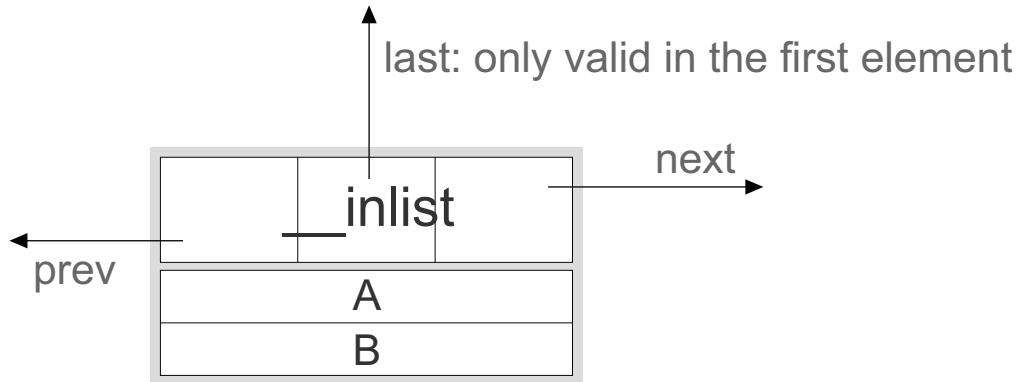 last: only valid in the first element
next
__inlist
prev
A
B